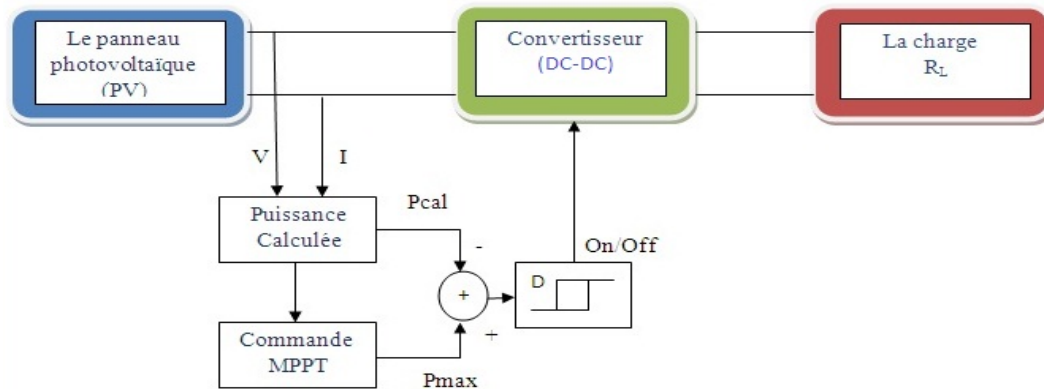 Le panneau
photovoltaïque
(PV)
Convertisseur
(DC-DC)
La charge
RL
V
I
Puissance
Calculée
Pcal
-
+
+
D
On/Off
Commande
MPPT
Pmax